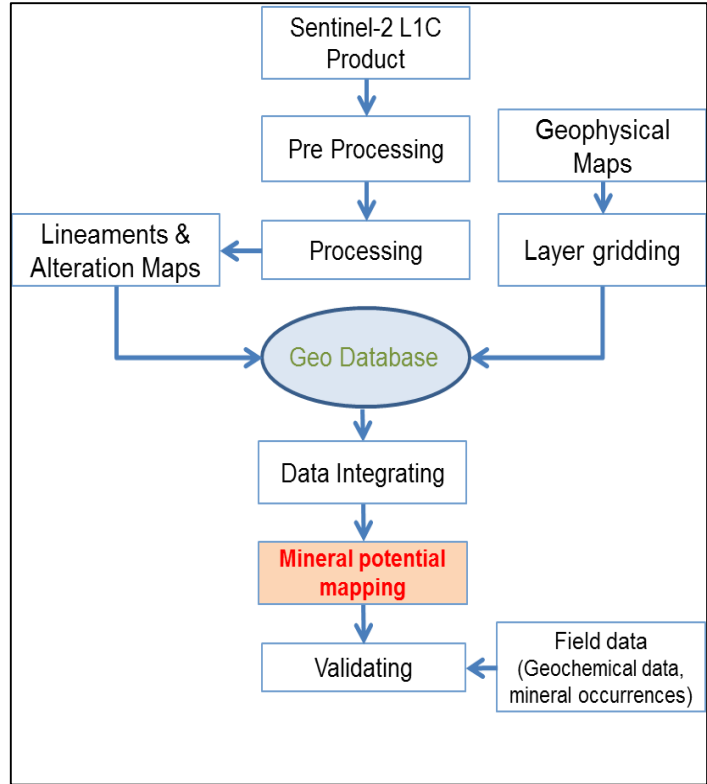 Sentinel-2 L1C
Product
Pre Processing
Geophysical
Maps
Lineaments &
Alteration Maps
Processing
Layer gridding
Geo Database
Data Integrating
Mineral potential
mapping
Validating
Field data
(Geochemical data,
mineral occurrences)